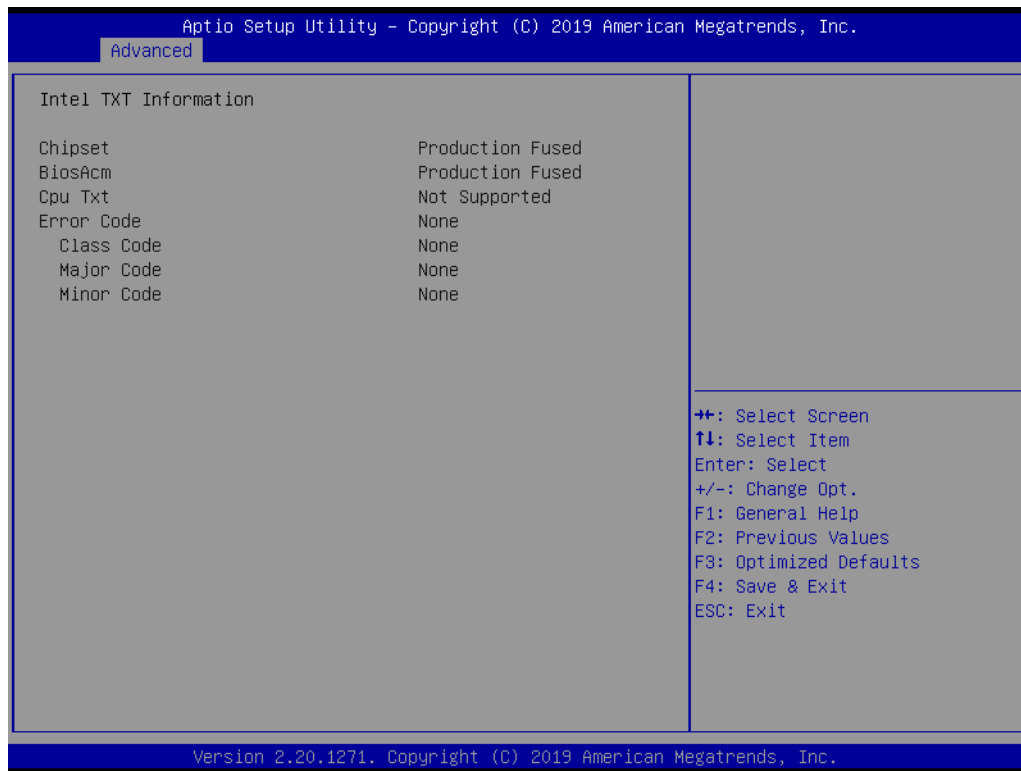 Aptio Setup Utility – Copyright (C) 2019 American Megatrends, Inc.
Advanced
Intel TXT Information
Chipset Production Fused
BiosAcm Production Fused
Cpu Txt Not Supported
Error Code None
Class Code None
Major Code None
Minor Code None
→←: Select Screen
↑↓: Select Item
Enter: Select
+/-: Change Opt.
F1: General Help
F2: Previous Values
F3: Optimized Defaults
F4: Save & Exit
ESC: Exit
Version 2.20.1271. Copyright (C) 2019 American Megatrends, Inc.